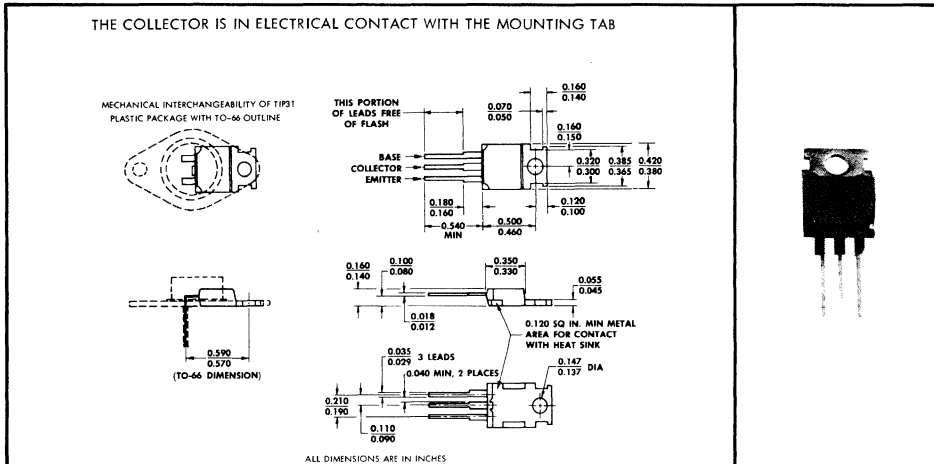 THE COLLECTOR IS IN ELECTRICAL CONTACT WITH THE MOUNTING TAB
MECHANICAL INTERCHANGEABILITY OF TIP31
PLASTIC PACKAGE WITH TO-66 OUTLINE
THIS PORTION
OF LEADS FREE
OF FLASH
0.070
0.050
0.160
0.140
0.160
0.150
BASE
COLLECTOR
EMITTER
0.320
0.300
0.385
0.365
0.420
0.380
0.180
0.160
0.540
MIN
0.500
0.460
0.120
0.100
0.160
0.140
0.100
0.080
0.350
0.330
0.055
0.045
0.018
0.012
0.120 SQ IN. MIN METAL
AREA FOR CONTACT
WITH HEAT SINK
0.590
0.570
(TO-66 DIMENSION)
0.035
0.029 3 LEADS
0.040 MIN, 2 PLACES
0.147
0.137 DIA
0.210
0.190
0.110
0.090
ALL DIMENSIONS ARE IN INCHES